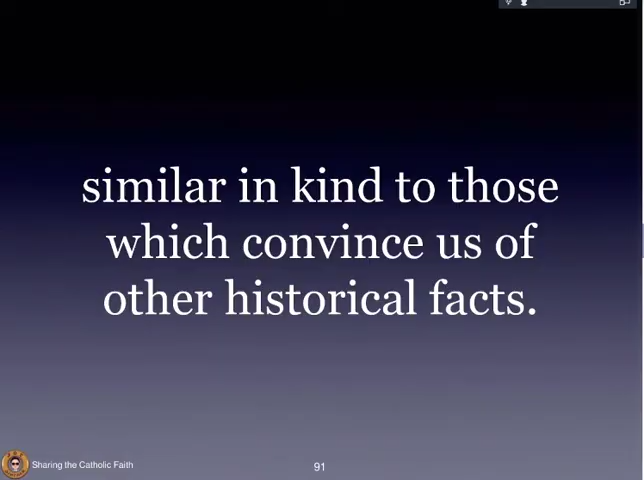 similar in kind to those
which convince us of
other historical facts.
Sharing the Catholic Faith
91